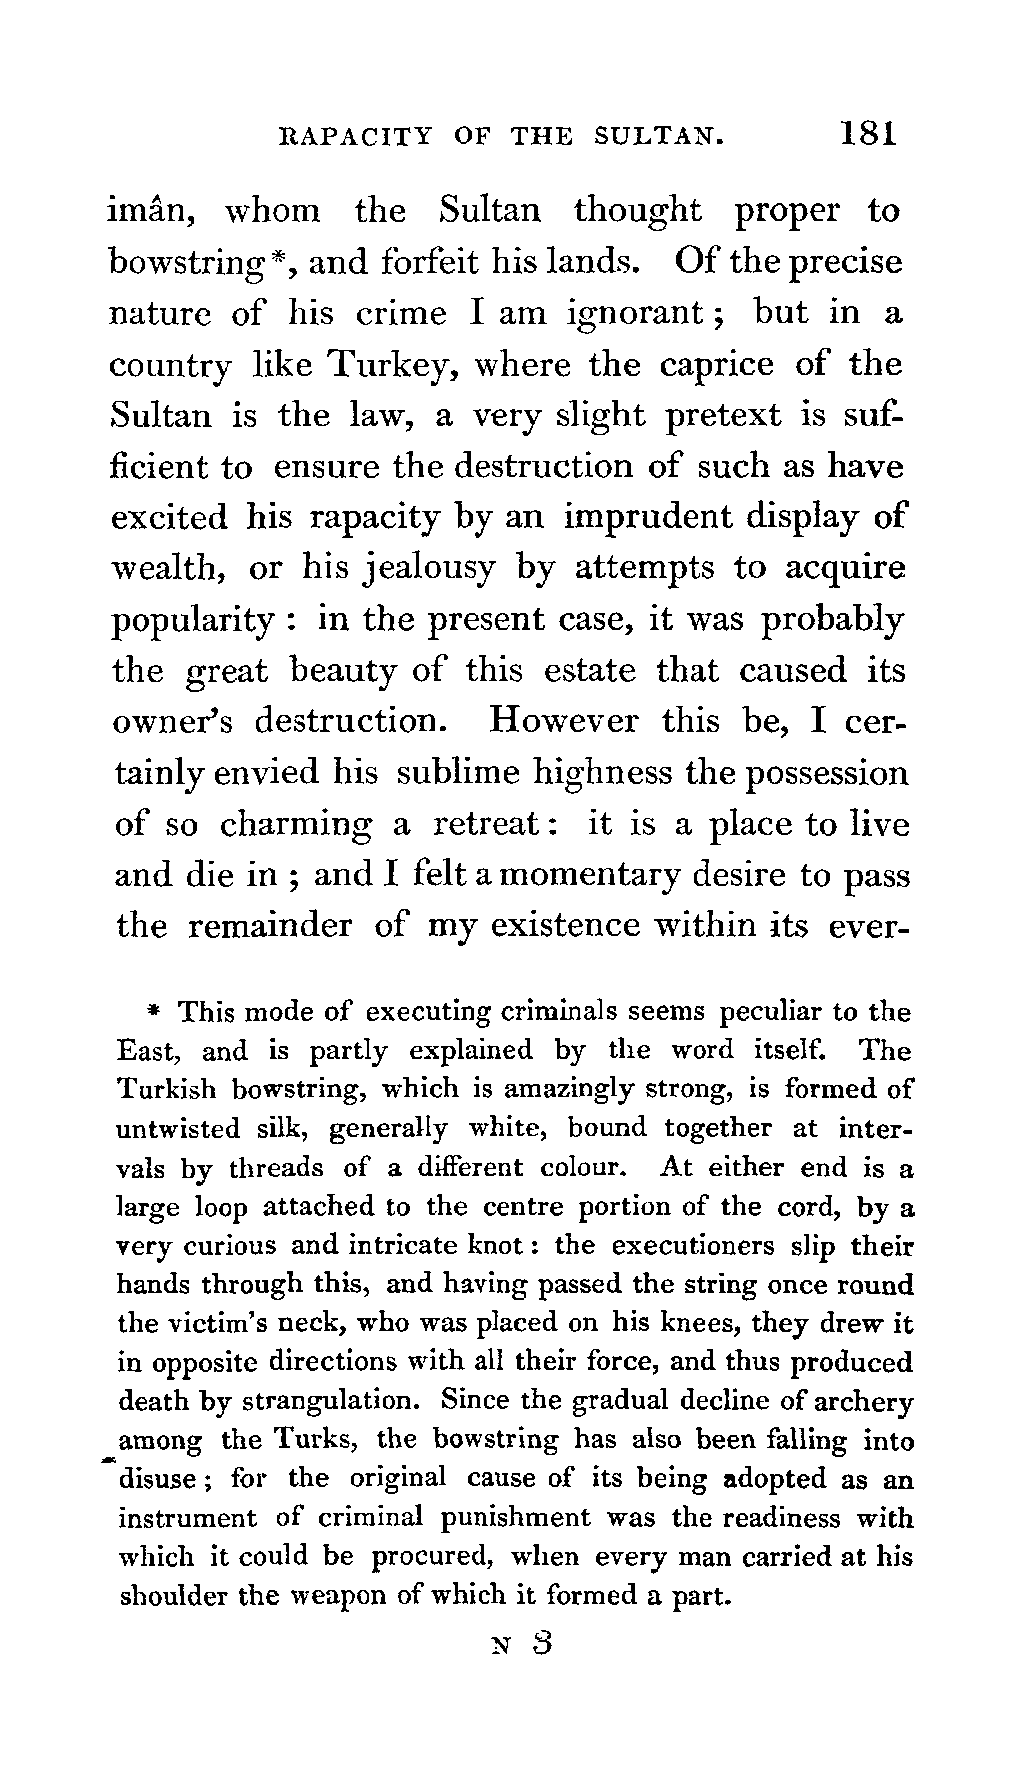 RAPACITY OF THE SULTAN. 181
imân, whom the Sultan thought proper to
bowstring*, and forfeit his lands. Of the precise
nature of his crime I am ignorant; but in a
country like Turkey, where the caprice of the
Sultan is the law, a very slight pretext is suf-
ficient to ensure the destruction of such as have
excited his rapacity by an imprudent display of
wealth, or his jealousy by attempts to acquire
popularity: in the present case, it was probably
the great beauty of this estate that caused its
owner's destruction. However this be, I cer-
tainly envied his sublime highness the possession
of so charming a retreat: it is a place to live
and die in; and I felt a momentary desire to pass
the remainder of my existence within its ever-
* This mode of executing criminals seems peculiar to the
East, and is partly explained by the word itself. The
Turkish bowstring, which is amazingly strong, is formed of
untwisted silk, generally white, bound together at inter-
vals by threads of a different colour. At either end is a
large loop attached to the centre portion of the cord, by a
very curious and intricate knot: the executioners slip their
hands through this, and having passed the string once round
the victim's neck, who was placed on his knees, they drew it
in opposite directions with all their force, and thus produced
death by strangulation. Since the gradual decline of archery
among the Turks, the bowstring has also been falling into
disuse; for the original cause of its being adopted as an
instrument of criminal punishment was the readiness with
which it could be procured, when every man carried at his
shoulder the weapon of which it formed a part.
N 3